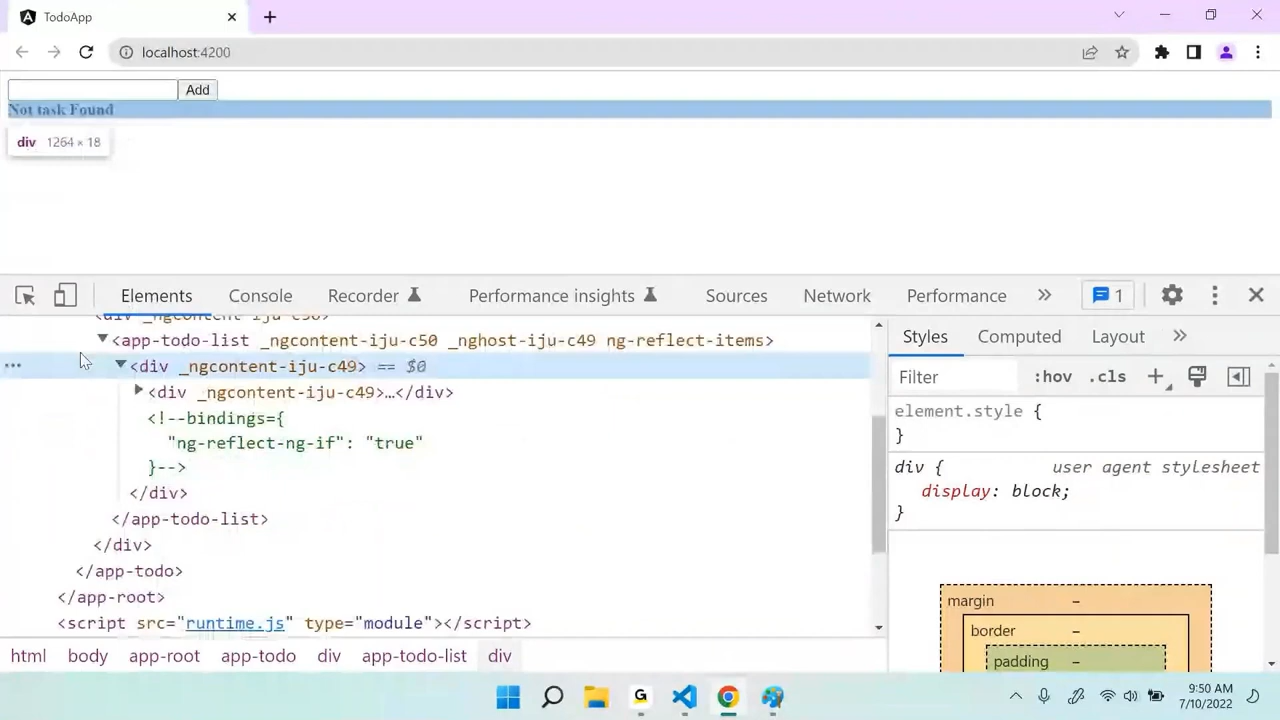 TodoApp
localhost:4200
Add
Not task Found
div 1264 × 18
Elements Console Recorder Performance insights Sources Network Performance 1
<app-todo-list _ngcontent-iju-c50 _nghost-iju-c49 ng-reflect-items>
<div _ngcontent-iju-c49> == $0
<div _ngcontent-iju-c49>…</div>
<!--bindings={
"ng-reflect-ng-if": "true"
}-->
</div>
</app-todo-list>
</div>
</app-todo>
</app-root>
<script src="runtime.js" type="module"></script>
html body app-root app-todo div app-todo-list div
Styles Computed Layout
Filter :hov .cls
element.style {
}
div { user agent stylesheet
display: block;
}
margin –
border –
padding –
9:50 AM
7/10/2022